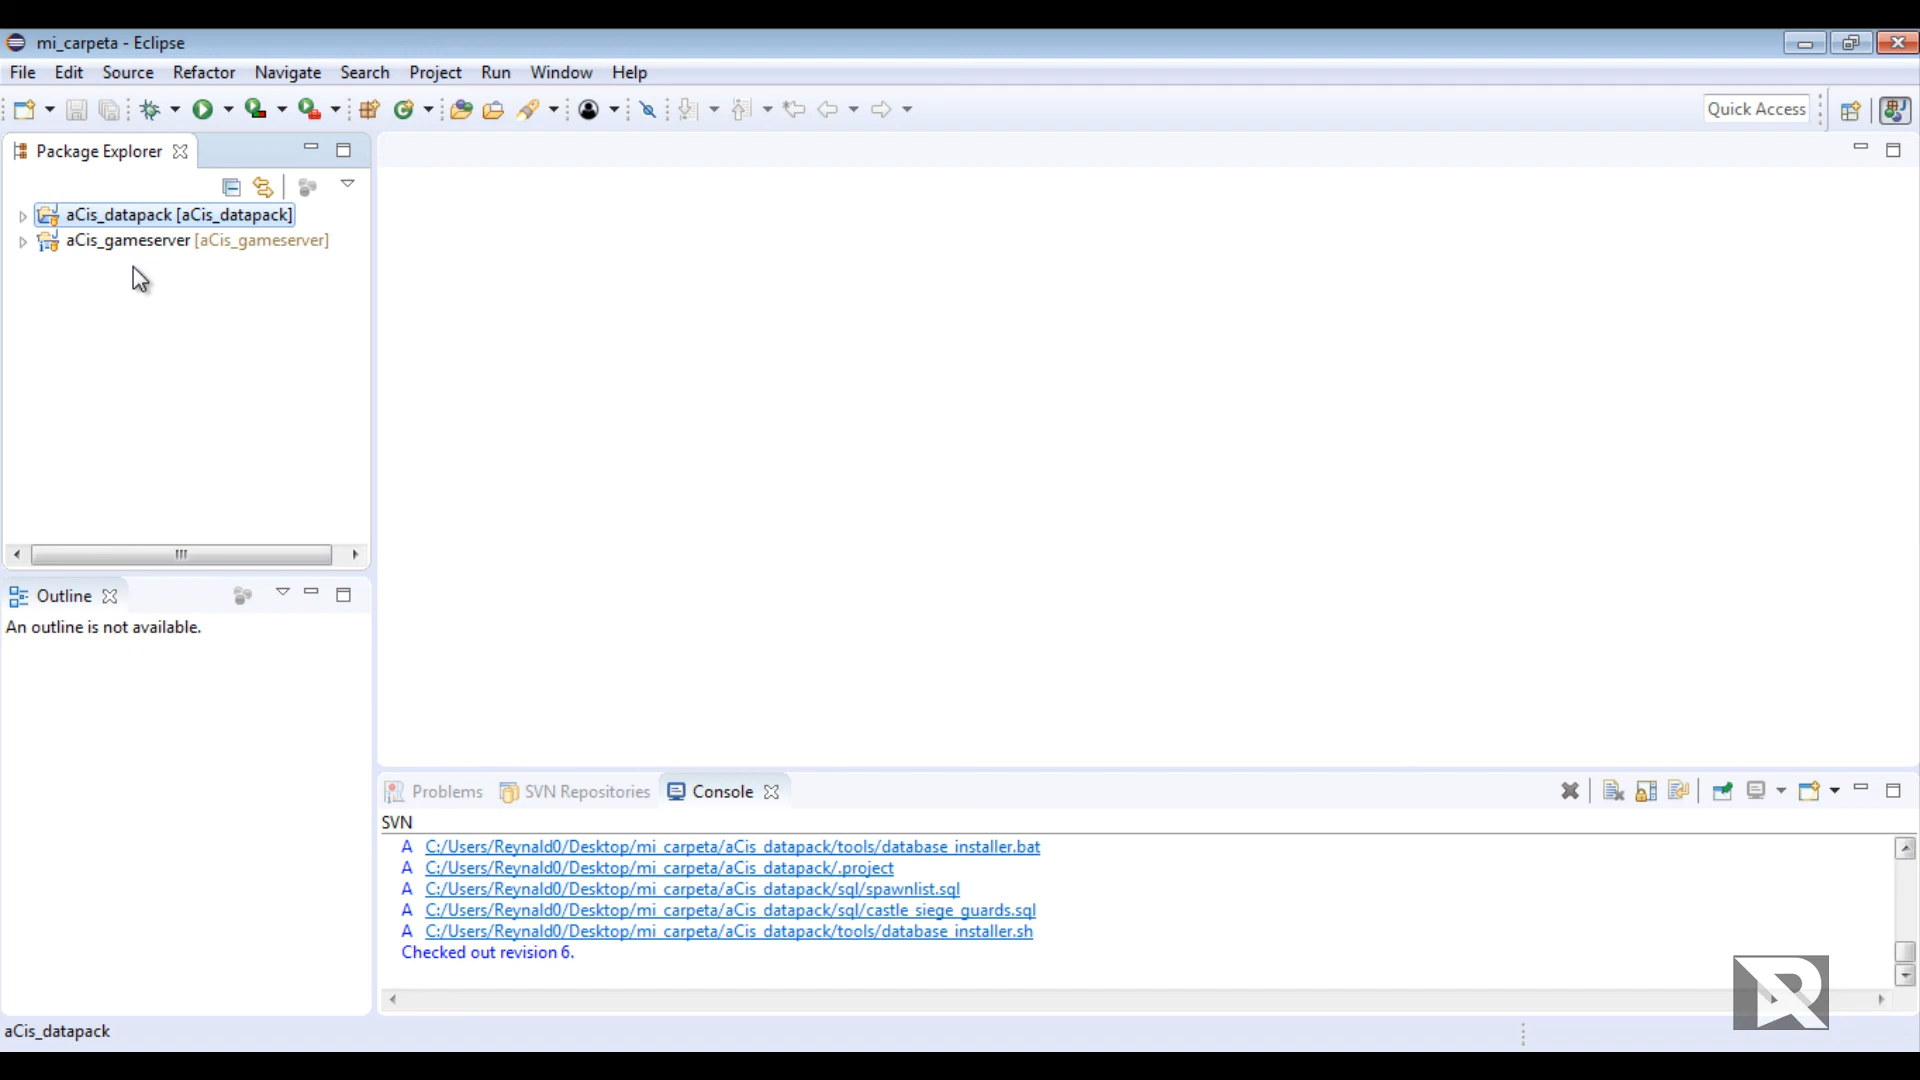 mi_carpeta - Eclipse
File Edit Source Refactor Navigate Search Project Run Window Help
Quick Access
Package Explorer
aCis_datapack [aCis_datapack]
aCis_gameserver [aCis_gameserver]
Outline
An outline is not available.
Problems SVN Repositories Console
SVN
A C:/Users/Reynald0/Desktop/mi_carpeta/aCis_datapack/tools/database_installer.bat
A C:/Users/Reynald0/Desktop/mi_carpeta/aCis_datapack/.project
A C:/Users/Reynald0/Desktop/mi_carpeta/aCis_datapack/sql/spawnlist.sql
A C:/Users/Reynald0/Desktop/mi_carpeta/aCis_datapack/sql/castle_siege_guards.sql
A C:/Users/Reynald0/Desktop/mi_carpeta/aCis_datapack/tools/database_installer.sh
Checked out revision 6.
aCis_datapack